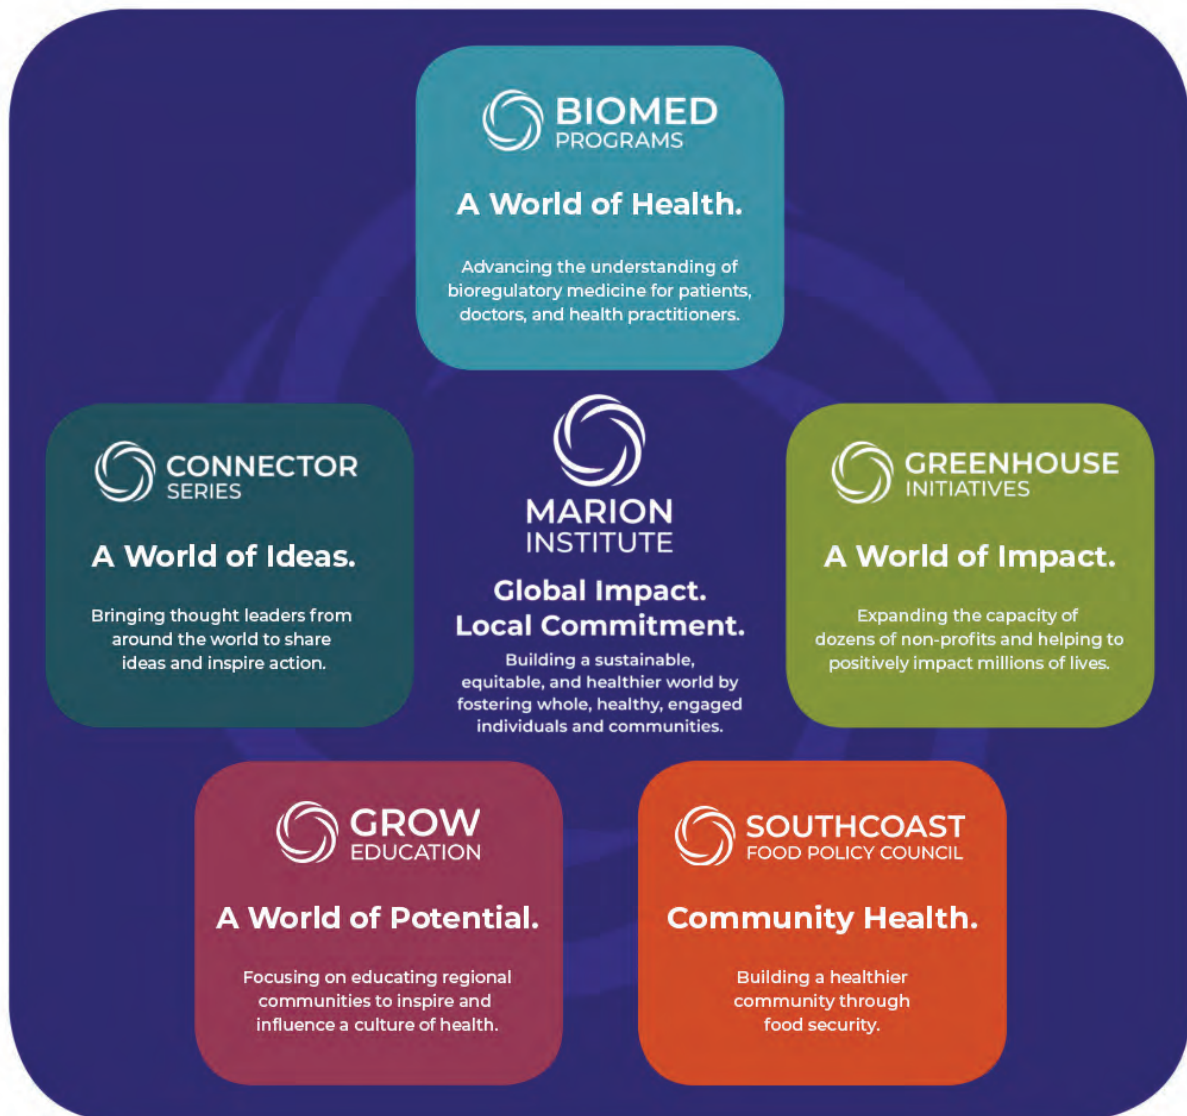 BIOMED
PROGRAMS
A World of Health.
Advancing the understanding of
bioregulatory medicine for patients,
doctors, and health practitioners.
CONNECTOR
SERIES
A World of Ideas.
Bringing thought leaders from
around the world to share
ideas and inspire action.
MARION
INSTITUTE
Global Impact.
Local Commitment.
Building a sustainable,
equitable, and healthier world by
fostering whole, healthy, engaged
individuals and communities.
GREENHOUSE
INITIATIVES
A World of Impact.
Expanding the capacity of
dozens of non-profits and helping to
positively impact millions of lives.
GROW
EDUCATION
A World of Potential.
Focusing on educating regional
communities to inspire and
influence a culture of health.
SOUTHCOAST
FOOD POLICY COUNCIL
Community Health.
Building a healthier
community through
food security.